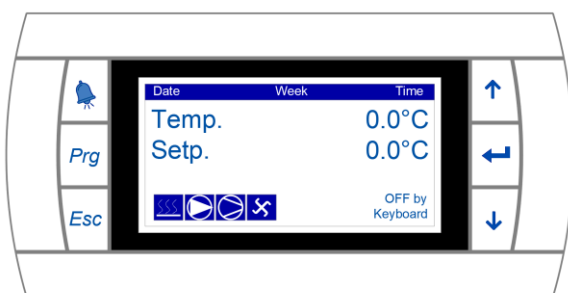 Date Week Time
Temp. 0.0°C
Setp. 0.0°C
OFF by
Keyboard
Prg
Esc